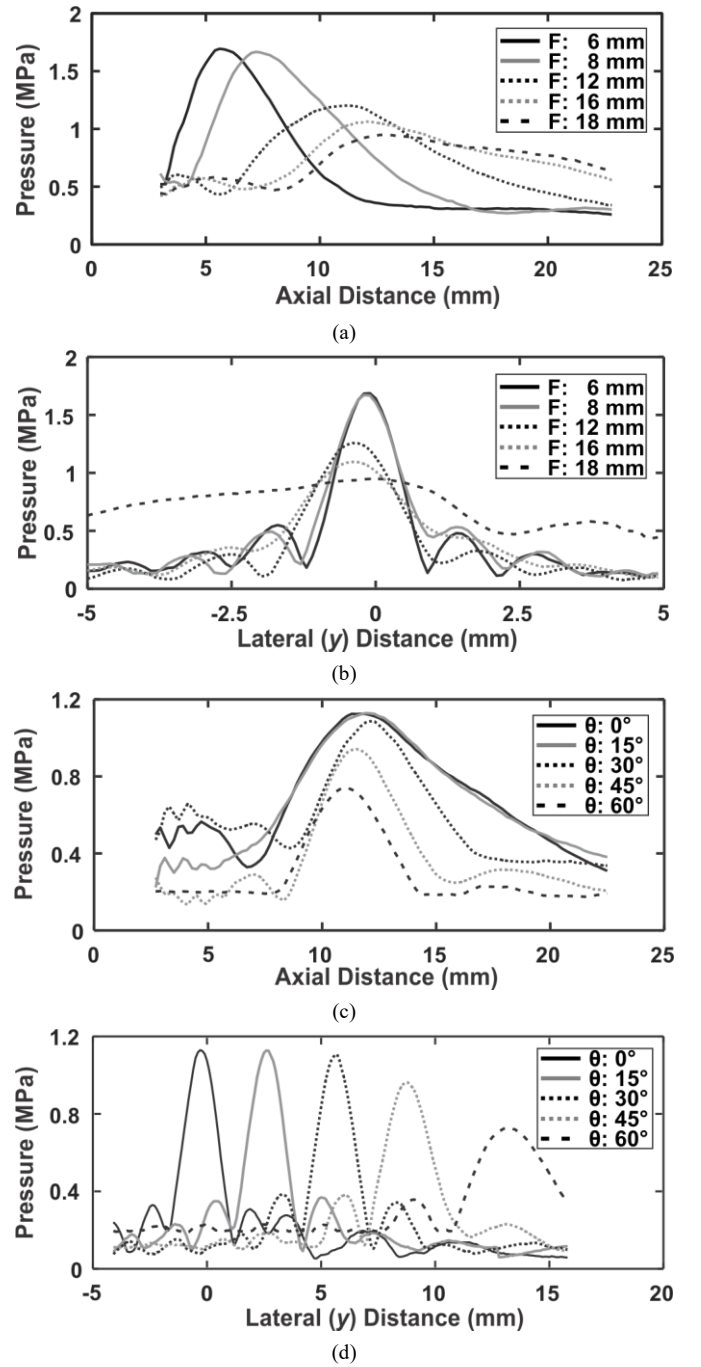 2
1.5
1
0.5
0
Pressure (MPa)
F: 6 mm
F: 8 mm
F: 12 mm
F: 16 mm
F: 18 mm
0 5 10 15 20 25
Axial Distance (mm)
(a)
2
1.5
1
0.5
0
Pressure (MPa)
F: 6 mm
F: 8 mm
F: 12 mm
F: 16 mm
F: 18 mm
-5 -2.5 0 2.5 5
Lateral (y) Distance (mm)
(b)
1.2
0.8
0.4
0
Pressure (MPa)
θ: 0°
θ: 15°
θ: 30°
θ: 45°
θ: 60°
0 5 10 15 20 25
Axial Distance (mm)
(c)
1.2
0.8
0.4
0
Pressure (MPa)
θ: 0°
θ: 15°
θ: 30°
θ: 45°
θ: 60°
-5 0 5 10 15 20
Lateral (y) Distance (mm)
(d)